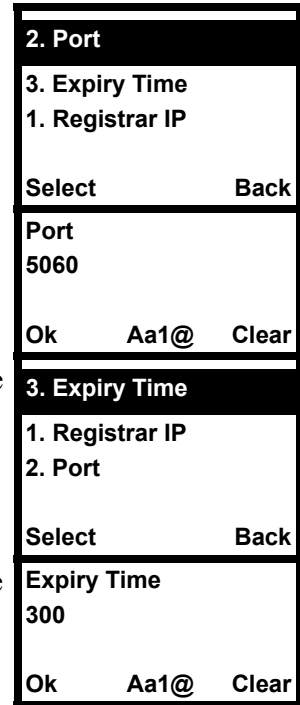 2. Port
3. Expiry Time
1. Registrar IP
Select Back
Port
5060
Ok Aa1@ Clear
3. Expiry Time
1. Registrar IP
2. Port
Select Back
Expiry Time
300
Ok Aa1@ Clear